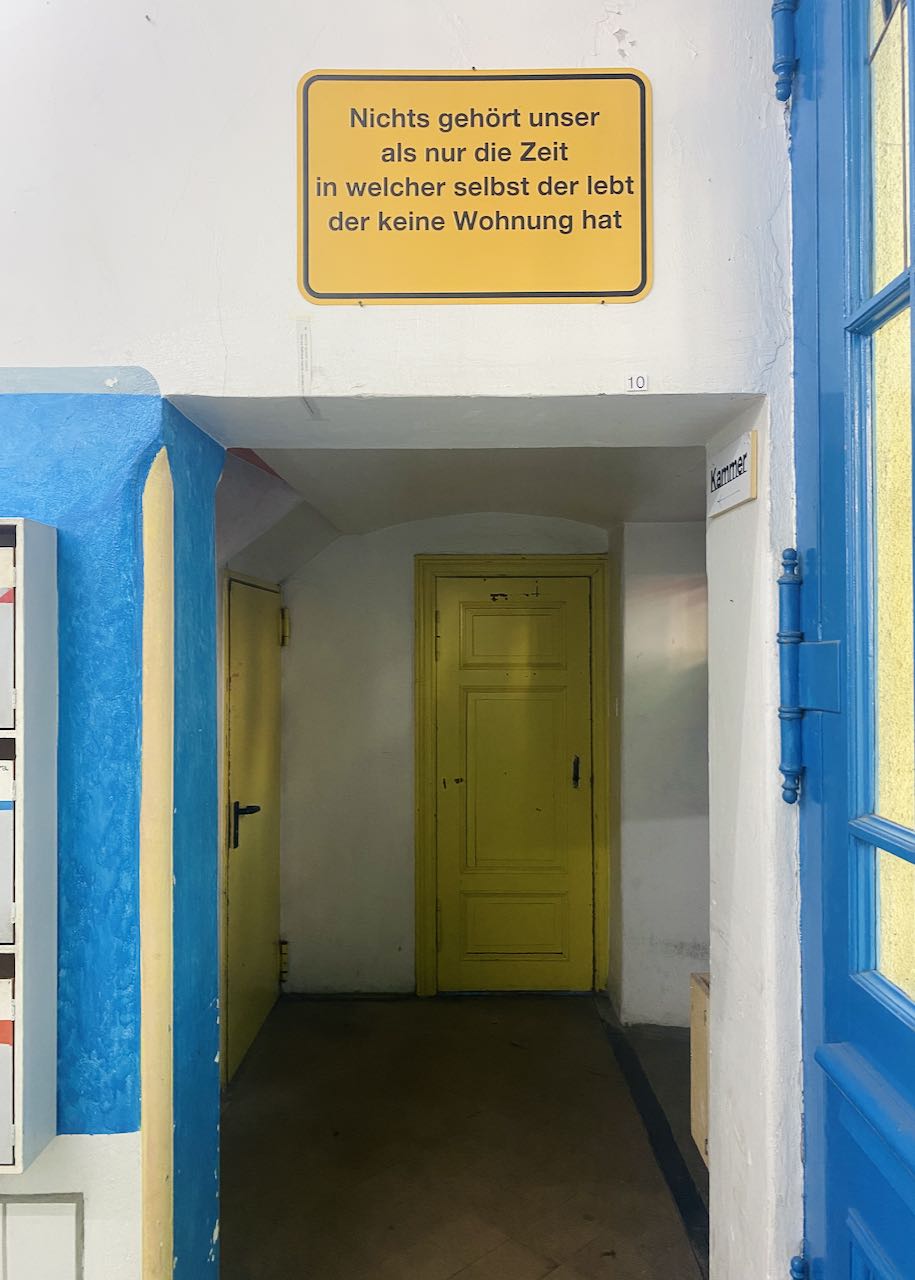 Nichts gehört unser
als nur die Zeit
in welcher selbst der lebt
der keine Wohnung hat
10
Kammer